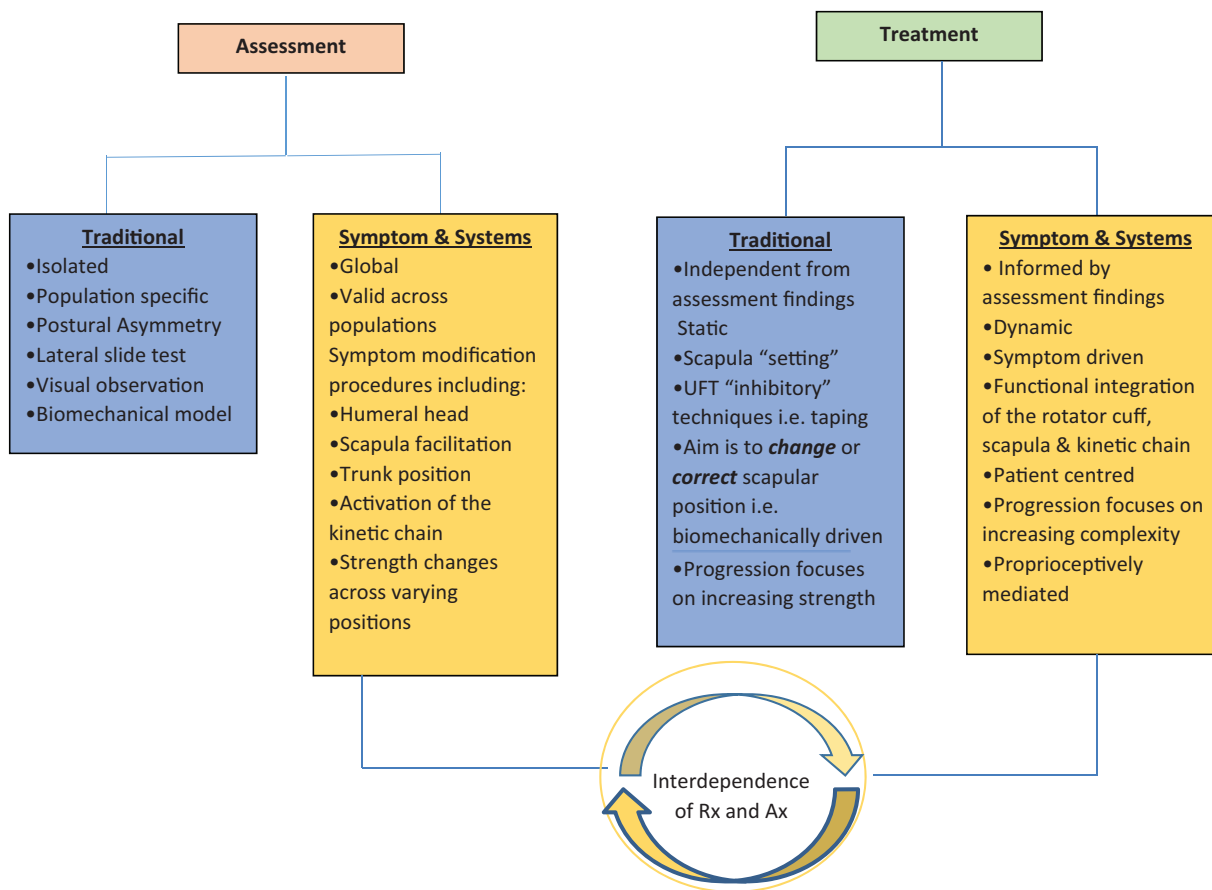 Assessment
Treatment
Traditional
•Isolated
•Population specific
•Postural Asymmetry
•Lateral slide test
•Visual observation
•Biomechanical model
Symptom & Systems
•Global
•Valid across
populations
Symptom modification
procedures including:
•Humeral head
•Scapula facilitation
•Trunk position
•Activation of the
kinetic chain
•Strength changes
across varying
positions
Traditional
•Independent from
assessment findings
Static
•Scapula “setting”
•UFT “inhibitory”
techniques i.e. taping
•Aim is to change or
correct scapular
position i.e.
biomechanically driven
•Progression focuses
on increasing strength
Symptom & Systems
• Informed by
assessment findings
•Dynamic
•Symptom driven
•Functional integration
of the rotator cuff,
scapula & kinetic chain
•Patient centred
•Progression focuses on
increasing complexity
•Proprioceptively
mediated
Interdependence
of Rx and Ax